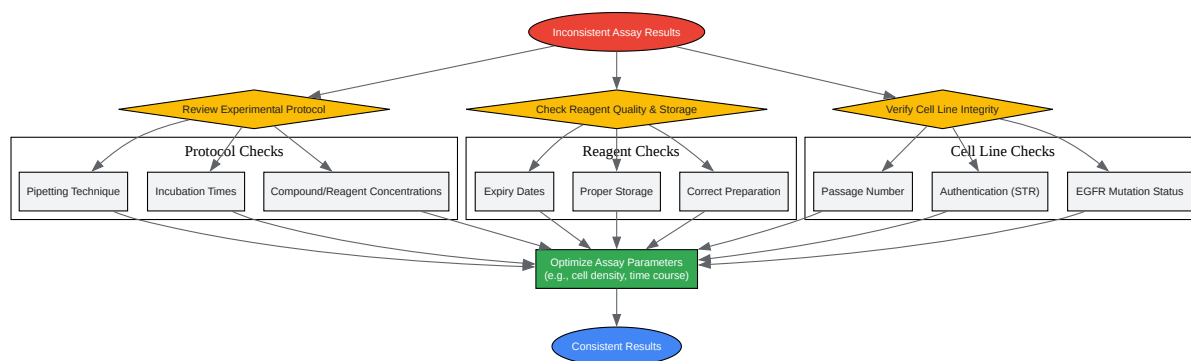 Inconsistent Assay Results
Review Experimental Protocol
Check Reagent Quality & Storage
Verify Cell Line Integrity
Protocol Checks
Reagent Checks
Cell Line Checks
Pipetting Technique
Incubation Times
Compound/Reagent Concentrations
Expiry Dates
Proper Storage
Correct Preparation
Passage Number
Authentication (STR)
EGFR Mutation Status
Optimize Assay Parameters
(e.g., cell density, time course)
Consistent Results